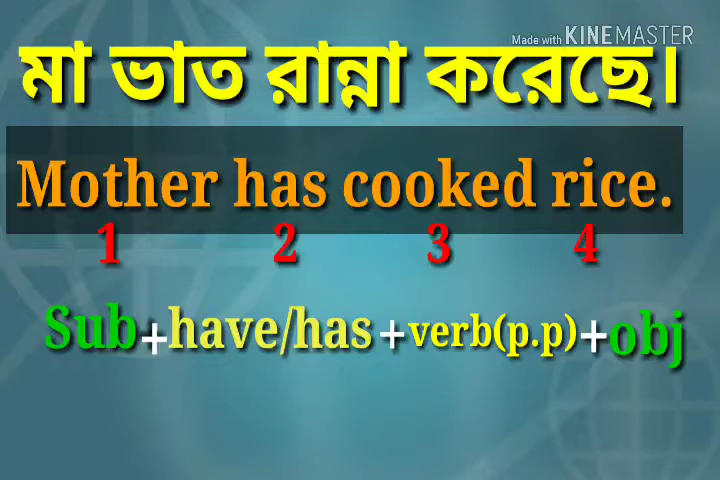 Made with KINEMASTER
মা ভাত রান্না করেছে।
Mother has cooked rice.
1 2 3 4
Sub+have/has+verb(p.p)+obj